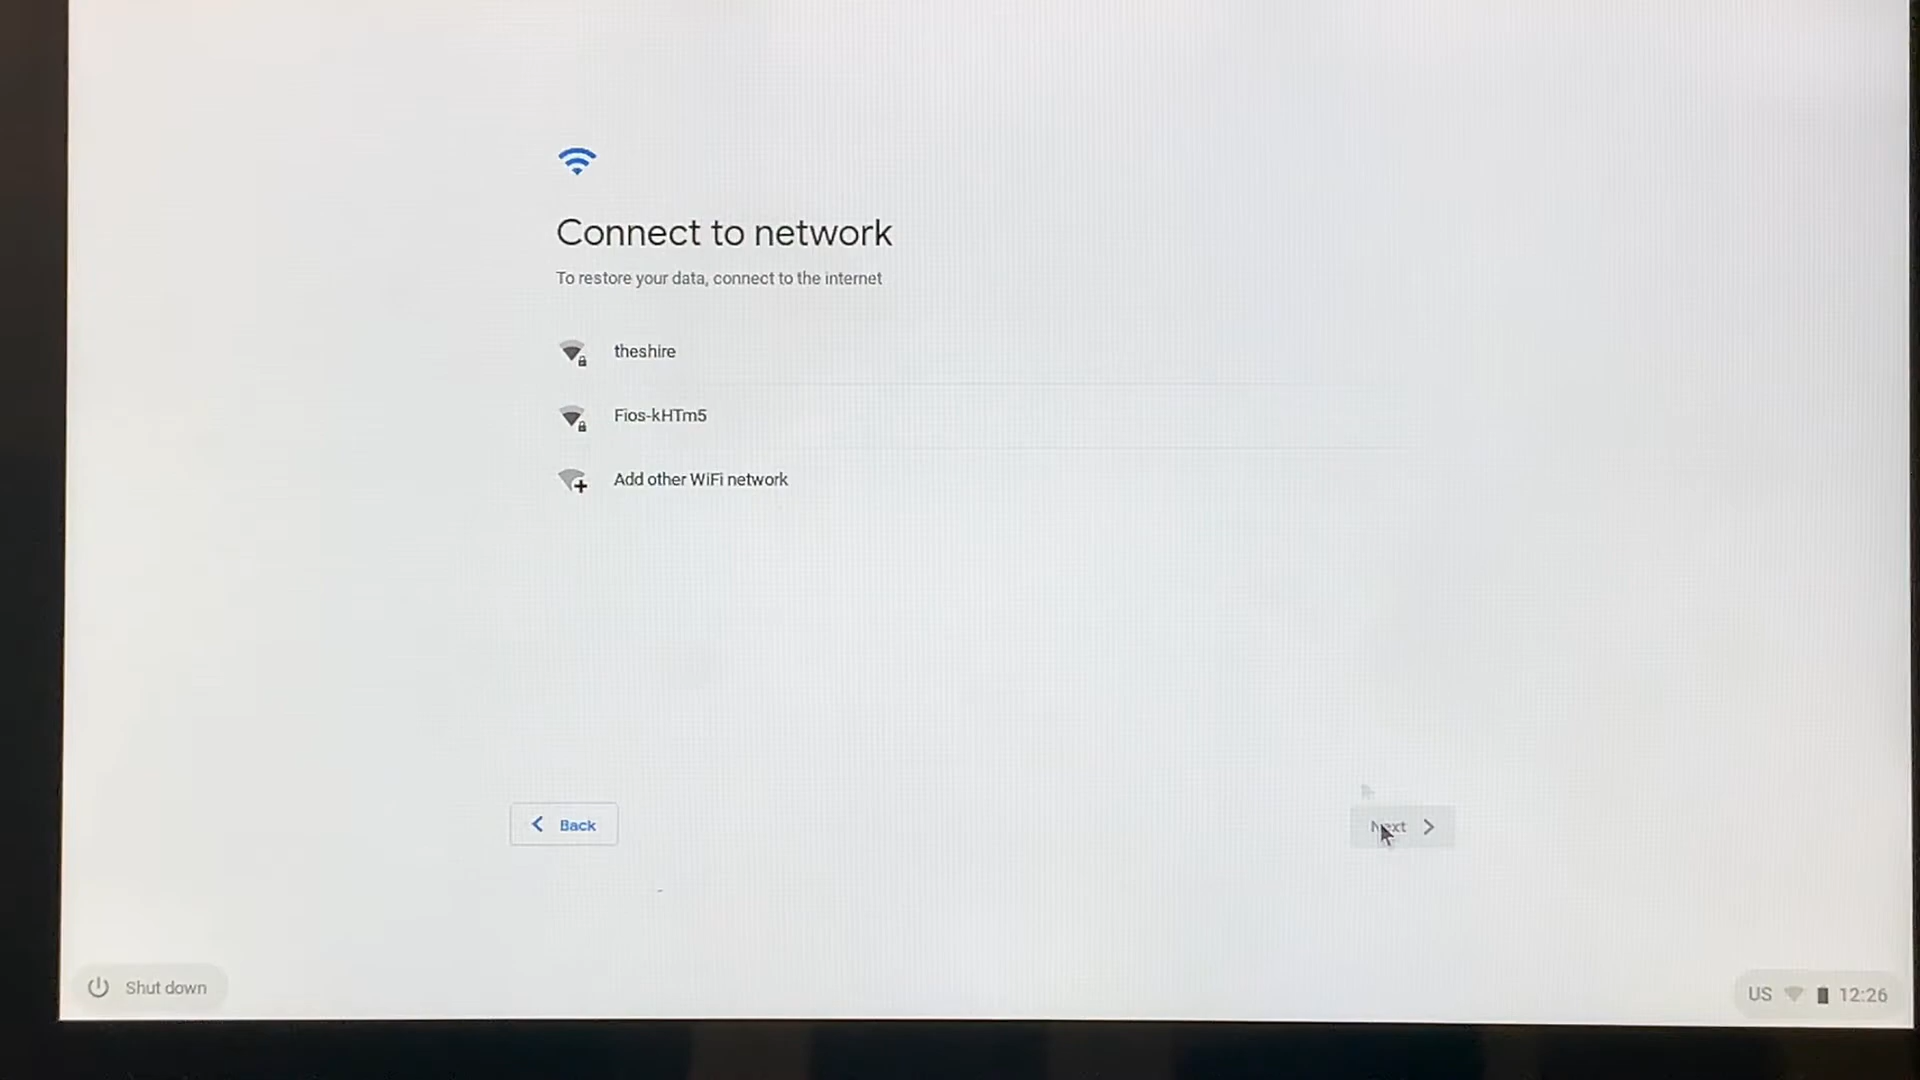 Connect to network
To restore your data, connect to the internet
theshire
Fios-kHTm5
Add other WiFi network
Back
Next
Shut down
US 12:26